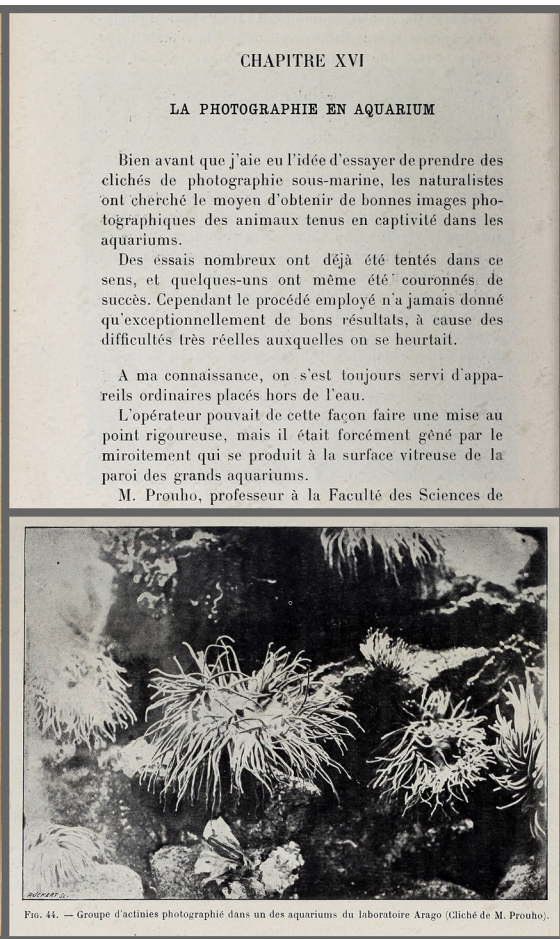 CHAPITRE XVI
LA PHOTOGRAPHIE EN AQUARIUM
Bien avant que j'aie eu l'idée d'essayer de prendre des
clichés de photographie sous-marine, les naturalistes
ont cherché le moyen d'obtenir de bonnes images pho-
tographiques des animaux tenus en captivité dans les
aquariums.
Des essais nombreux ont déjà été tentés dans ce
sens, et quelques-uns ont même été couronnés de
succès. Cependant le procédé employé n'a jamais donné
qu'exceptionnellement de bons résultats, à cause des
difficultés très réelles auxquelles on se heurtait.
A ma connaissance, on s'est toujours servi d'appa-
reils ordinaires placés hors de l'eau.
L'opérateur pouvait de cette façon faire une mise au
point rigoureuse, mais il était forcément gêné par le
miroitement qui se produit à la surface vitreuse de la
paroi des grands aquariums.
M. Prouho, professeur à la Faculté des Sciences de
FIG. 44. — Groupe d'actinies photographié dans un des aquariums du laboratoire Arago (Cliché de M. Prouho).